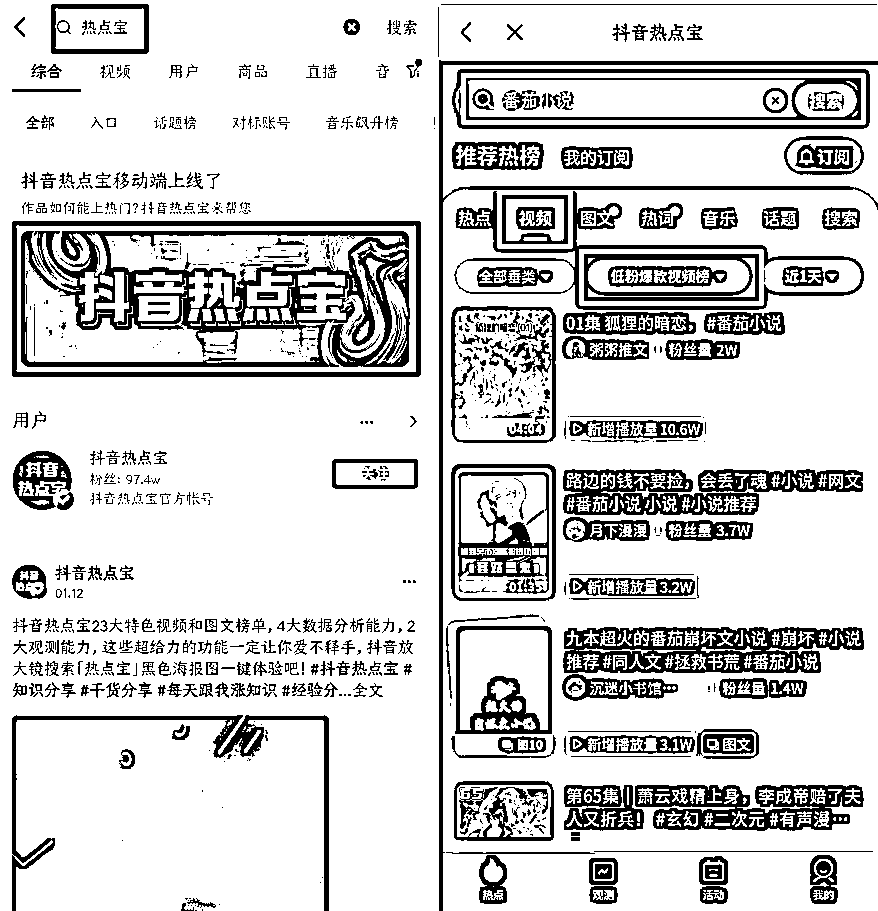 热点宝
搜索
综合 视频 用户 商品 直播 音
全部 入口 话题榜 对标账号 音乐飙升榜
抖音热点宝移动端上线了
作品如何能上热门?抖音热点宝来帮您
抖音热点宝
用户
抖音热点宝
粉丝: 97.4w
抖音热点宝官方帐号
关注
抖音热点宝
抖音热点宝
01.12
抖音热点宝23大特色视频和图文榜单, 4大数据分析能力, 2
大观测能力, 这些超给力的功能一定让你爱不释手, 抖音放
大镜搜索「热点宝」黑色海报图一键体验吧! #抖音热点宝 #
知识分享 #干货分享 #每天跟我涨知识 #经验分...全文
抖音热点宝
番茄小说
搜索
推荐热榜 我的订阅
订阅
热点 视频 图文 热词 音乐 话题 搜索
全部垂类 低粉爆款视频榜 近1天
01集 狐狸的暗恋, #番茄小说
粥粥推文 粉丝量 2W
04:04
新增播放量 10.6W
路边的钱不要捡, 会丢了魂 #小说 #网文
#番茄小说 小说 #小说推荐
月下漫漫 粉丝量 3.7W
新增播放量 3.2W
九本超火的番茄崩坏文小说 #崩坏 #小说
推荐 #同人文 #拯救书荒 #番茄小说
沉迷小书馆… 粉丝量 1.4W
图10
新增播放量 3.1W 图文
第65集 | 萧云戏精上身, 李成帝赔了夫
人又折兵! #玄幻 #二次元 #有声漫…
热点 观测 活动 我的